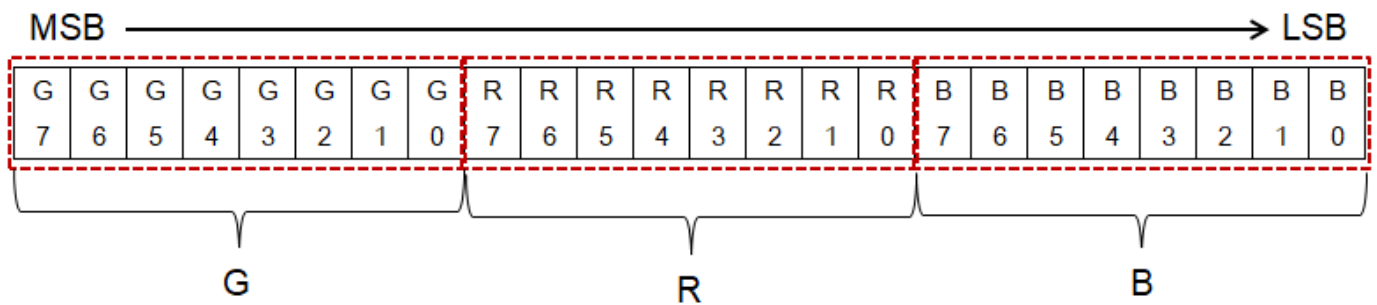 MSB LSB
G G G G G G G G R R R R R R R R B B B B B B B B
7 6 5 4 3 2 1 0 7 6 5 4 3 2 1 0 7 6 5 4 3 2 1 0
G R B